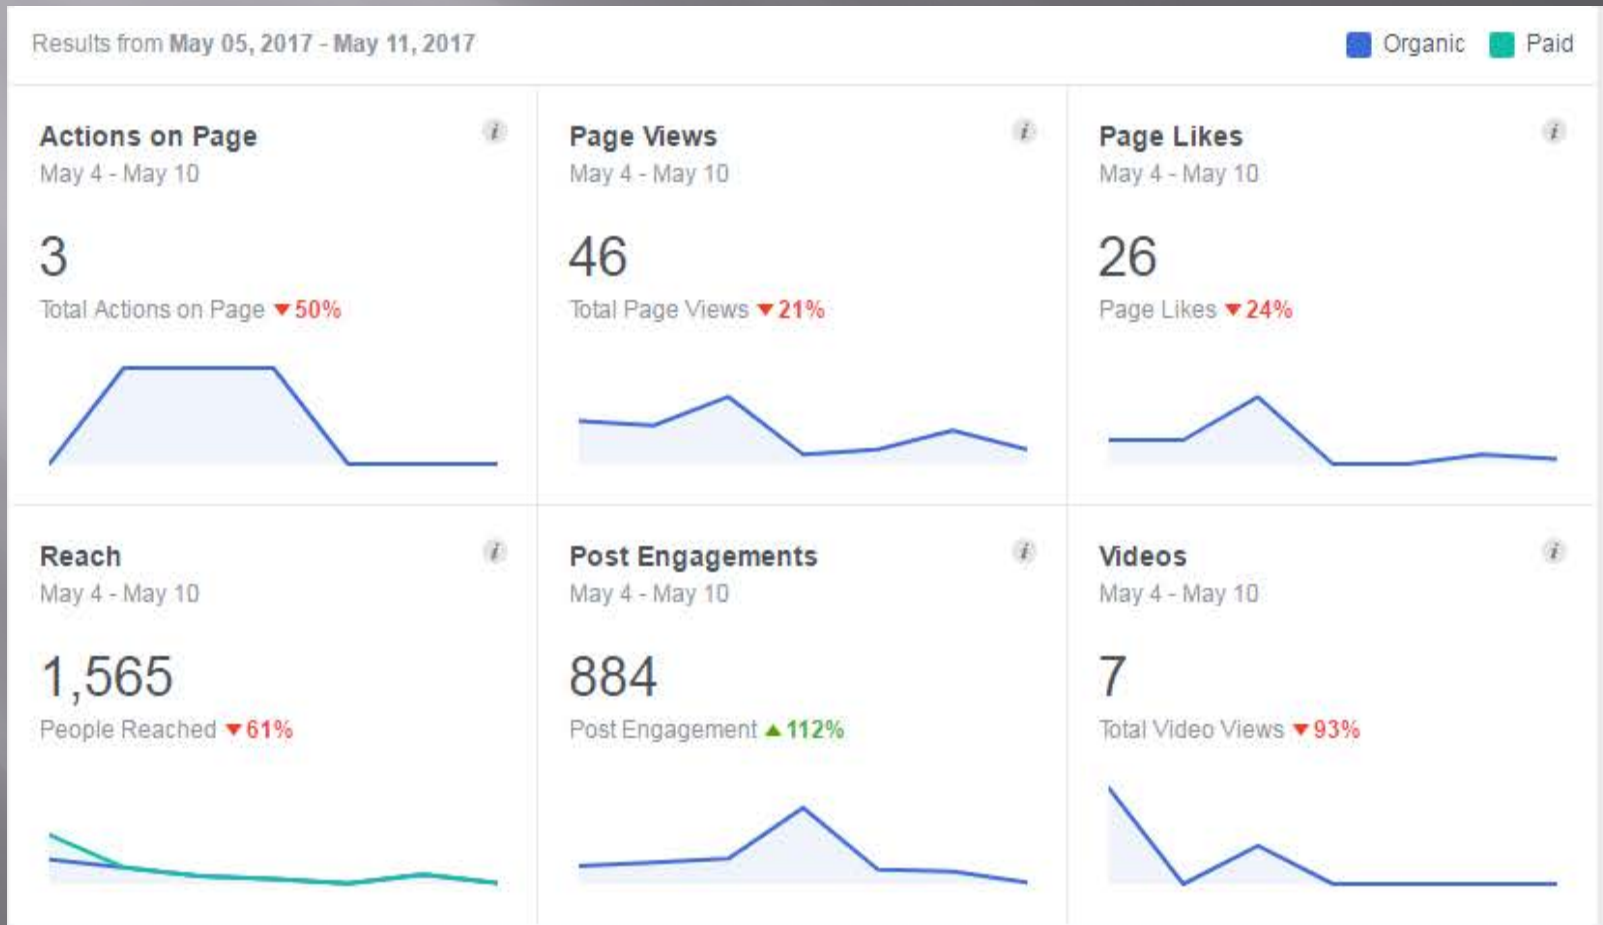 Results from May 05, 2017 - May 11, 2017
Organic Paid
Actions on Page
May 4 - May 10
3
Total Actions on Page ▼50%
Page Views
May 4 - May 10
46
Total Page Views ▼21%
Page Likes
May 4 - May 10
26
Page Likes ▼24%
Reach
May 4 - May 10
1,565
People Reached ▼61%
Post Engagements
May 4 - May 10
884
Post Engagement ▲112%
Videos
May 4 - May 10
7
Total Video Views ▼93%